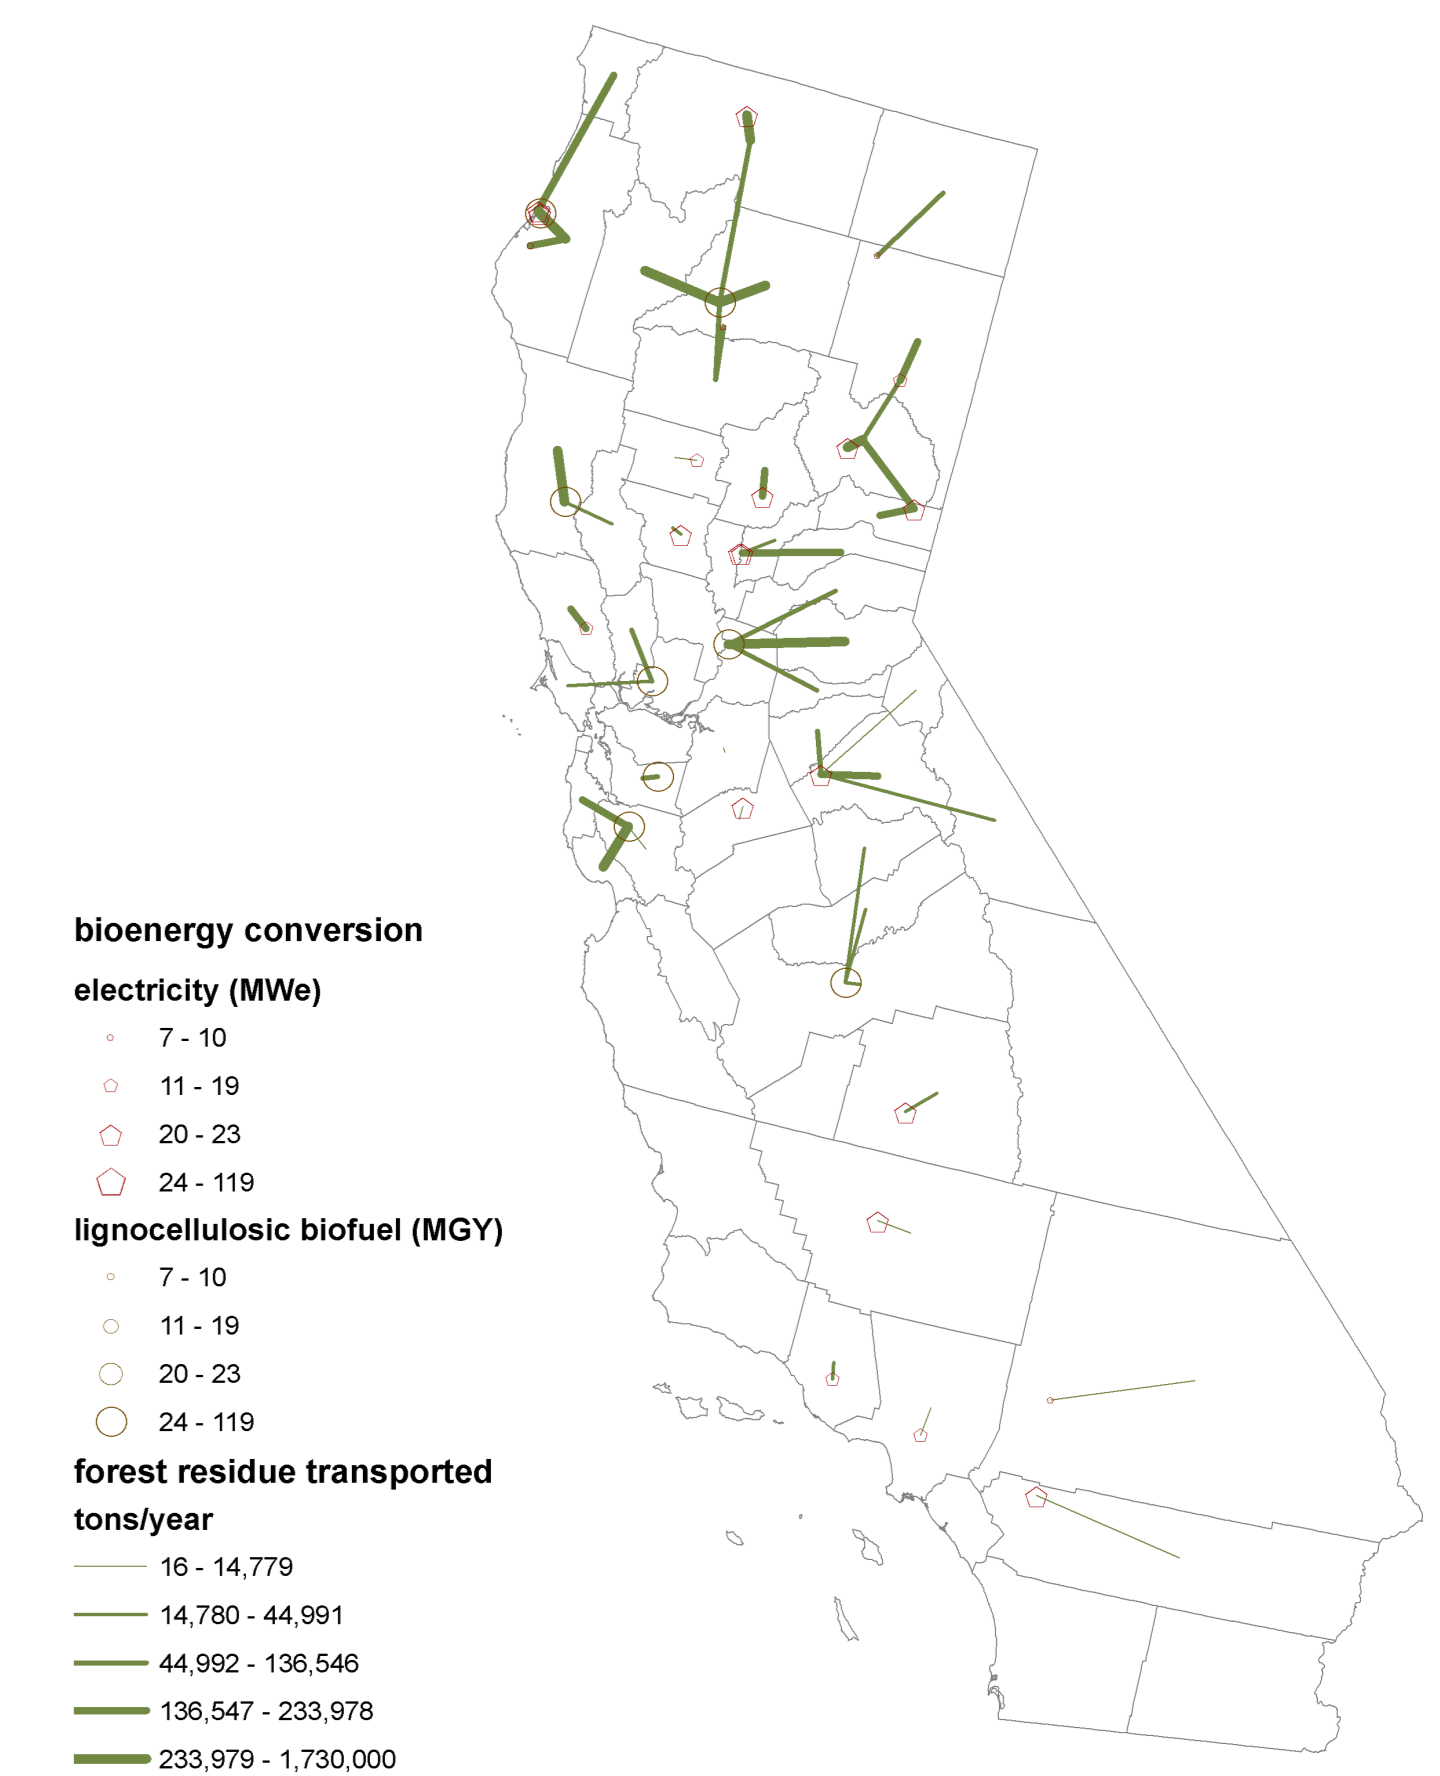 bioenergy conversion
electricity (MWe)
7 - 10
11 - 19
20 - 23
24 - 119
lignocellulosic biofuel (MGY)
7 - 10
11 - 19
20 - 23
24 - 119
forest residue transported
tons/year
16 - 14,779
14,780 - 44,991
44,992 - 136,546
136,547 - 233,978
233,979 - 1,730,000